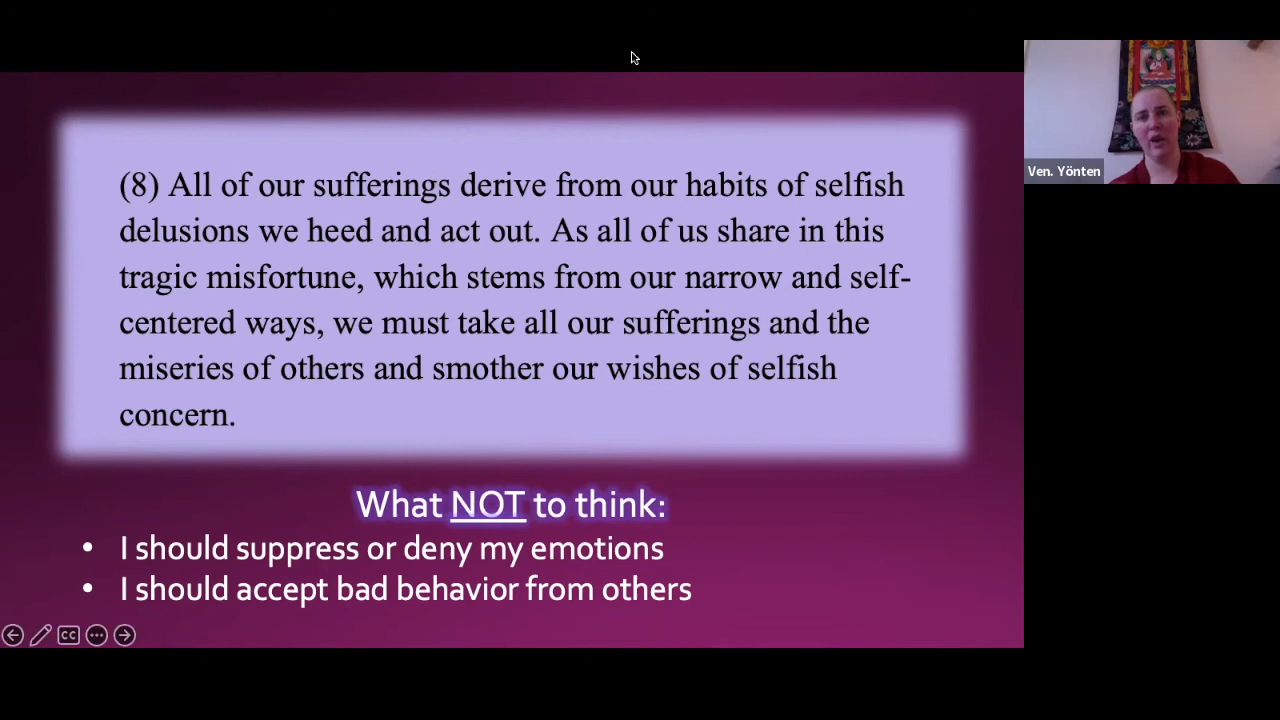 (8) All of our sufferings derive from our habits of selfish
delusions we heed and act out. As all of us share in this
tragic misfortune, which stems from our narrow and self-
centered ways, we must take all our sufferings and the
miseries of others and smother our wishes of selfish
concern.
What NOT to think:
• I should suppress or deny my emotions
• I should accept bad behavior from others
CC
Ven. Yönten